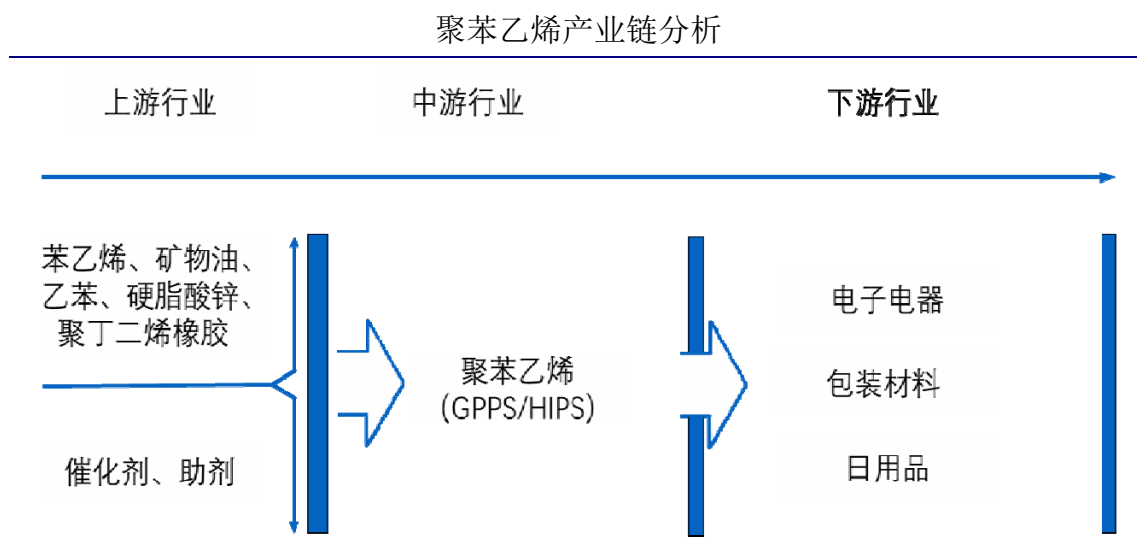 聚苯乙烯产业链分析
上游行业
中游行业
下游行业
苯乙烯、矿物油、
乙苯、硬脂酸锌、
聚丁二烯橡胶
催化剂、助剂
聚苯乙烯
(GPPS/HIPS)
电子电器
包装材料
日用品